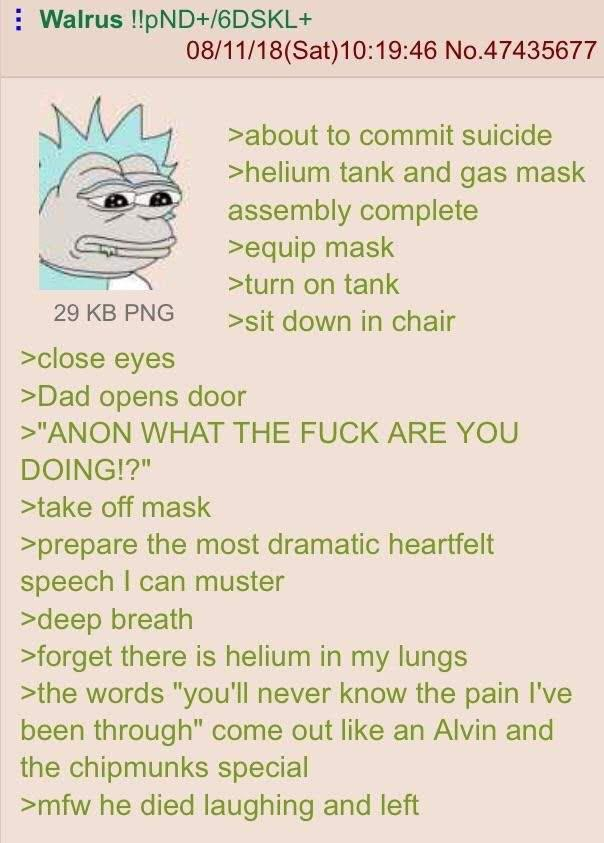 Walrus !!pND+/6DSKL+
08/11/18(Sat)10:19:46 No.47435677
>about to commit suicide
>helium tank and gas mask
assembly complete
>equip mask
>turn on tank
>sit down in chair
29 KB PNG
>close eyes
>Dad opens door
>"ANON WHAT THE FUCK ARE YOU
DOING!?"
>take off mask
>prepare the most dramatic heartfelt
speech I can muster
>deep breath
>forget there is helium in my lungs
>the words "you'll never know the pain I've
been through" come out like an Alvin and
the chipmunks special
>mfw he died laughing and left